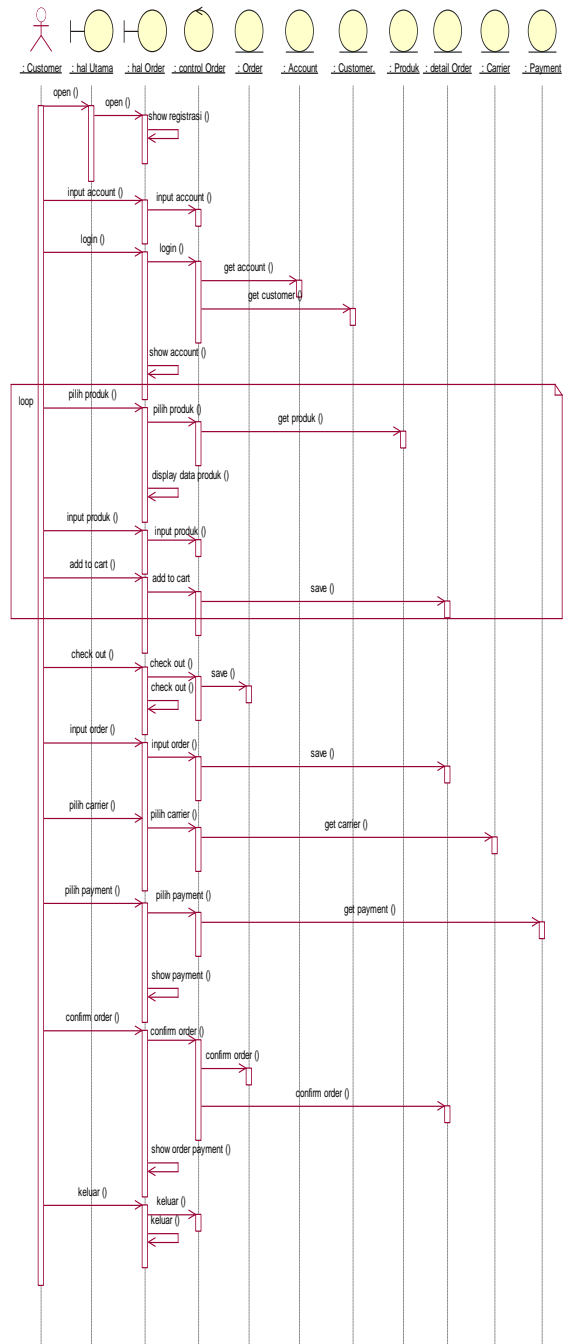 : Customer : hal Utama : hal Order : control Order : Order : Account : Customer. : Produk : detail Order : Carrier : Payment
open ()
open ()
show registrasi ()
input account ()
input account ()
login ()
login ()
get account ()
get customer ()
show account ()
loop
pilih produk ()
pilih produk ()
get produk ()
display data produk ()
input produk ()
input produk ()
add to cart ()
add to cart
save ()
check out ()
check out ()
save ()
check out ()
input order ()
input order ()
save ()
pilih carrier ()
pilih carrier ()
get carrier ()
pilih payment ()
pilih payment ()
get payment ()
show payment ()
confirm order ()
confirm order ()
confirm order ()
confirm order ()
show order payment ()
keluar ()
keluar ()
keluar ()